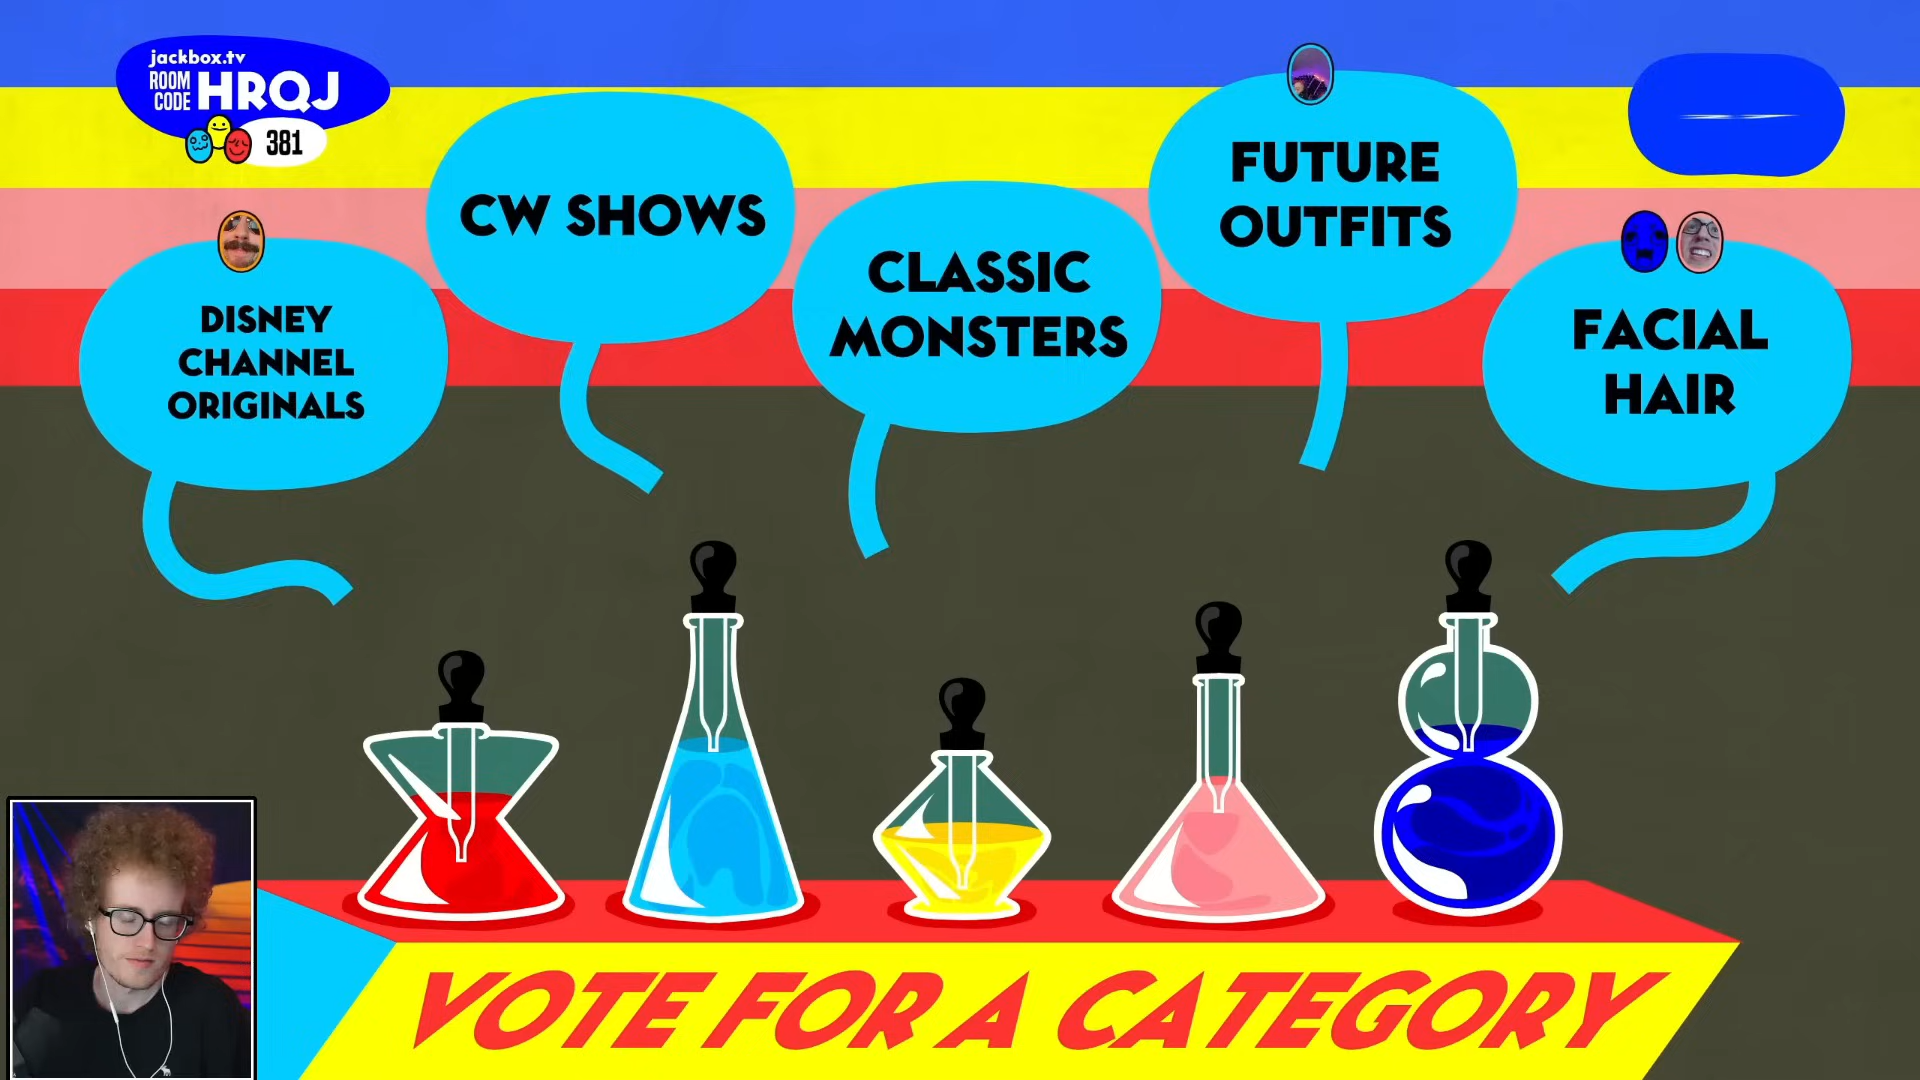 jackbox.tv
ROOM
CODE
HRQJ
381
DISNEY
CHANNEL
ORIGINALS
CW SHOWS
CLASSIC
MONSTERS
FUTURE
OUTFITS
FACIAL
HAIR
VOTE FOR A CATEGORY